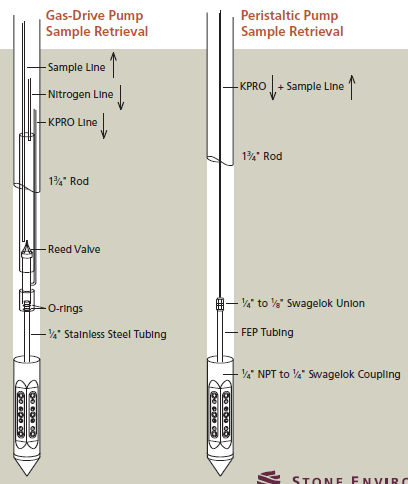 Gas-Drive Pump
Sample Retrieval
Sample Line
Nitrogen Line
KPRO Line
1¾" Rod
Reed Valve
O-rings
¼" Stainless Steel Tubing
Peristaltic Pump
Sample Retrieval
KPRO + Sample Line
1¾" Rod
¼" to ⅛" Swagelok Union
FEP Tubing
¼" NPT to ¼" Swagelok Coupling
STONE